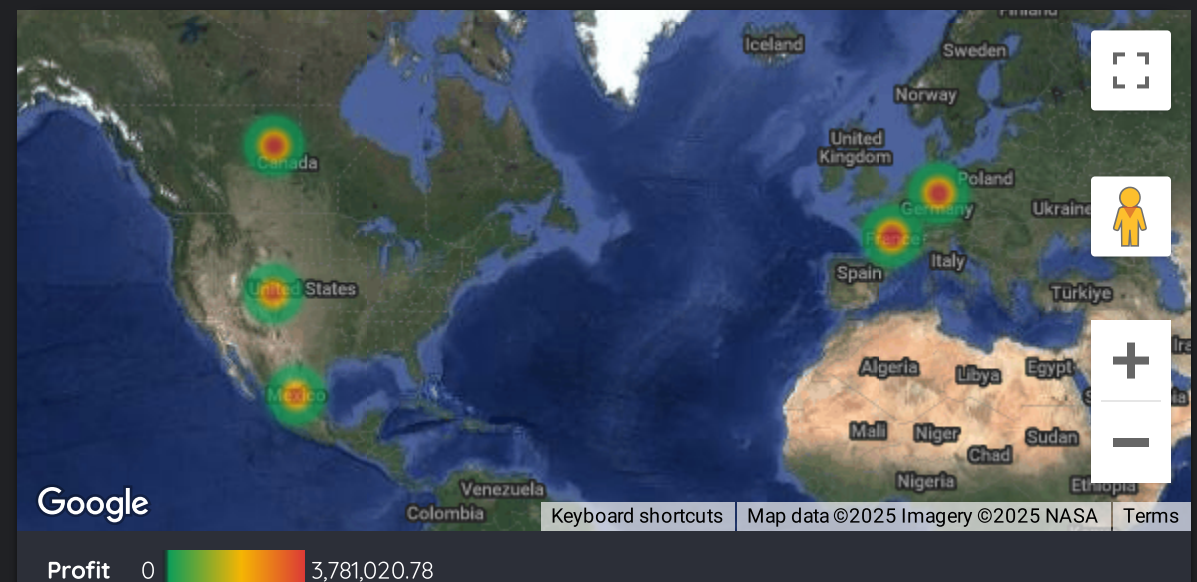 Finland
Iceland
Sweden
Norway
United
Kingdom
Canada
Poland
Germany
Ukraine
France
Italy
Spain
United States
Türkiye
Algeria
Libya
Egypt
Mexico
Mali
Niger
Sudan
Chad
Nigeria
Ethiopia
Venezuela
Colombia
Google
Keyboard shortcuts
Map data ©2025 Imagery ©2025 NASA
Terms
Profit 0 3,781,020.78